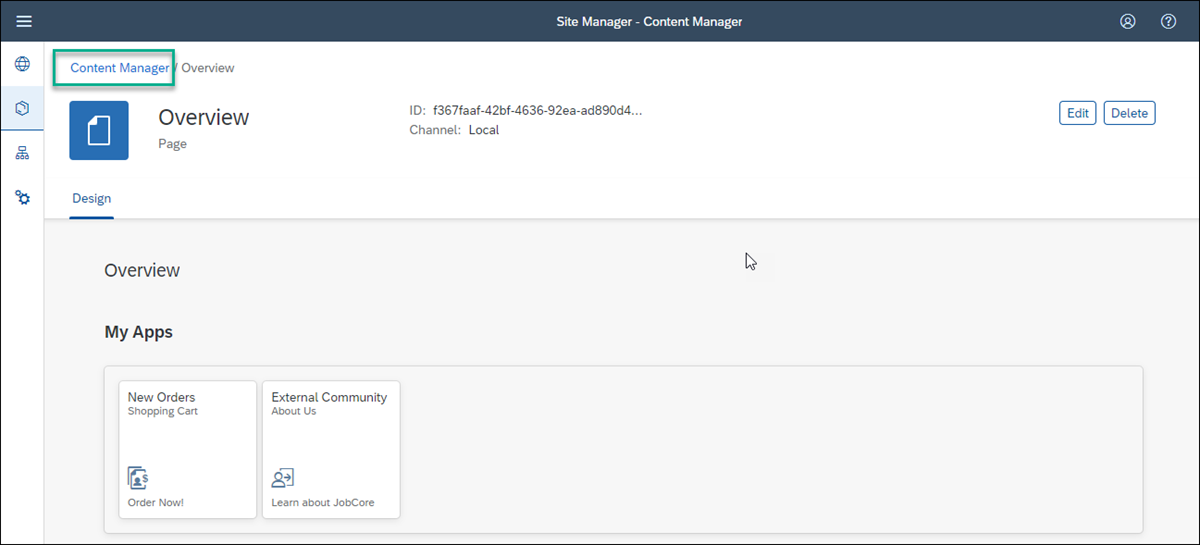 Site Manager - Content Manager
Content Manager / Overview
Overview
Page
ID: f367faaf-42bf-4636-92ea-ad890d4...
Channel: Local
Edit
Delete
Design
Overview
My Apps
New Orders
Shopping Cart
Order Now!
External Community
About Us
Learn about JobCore